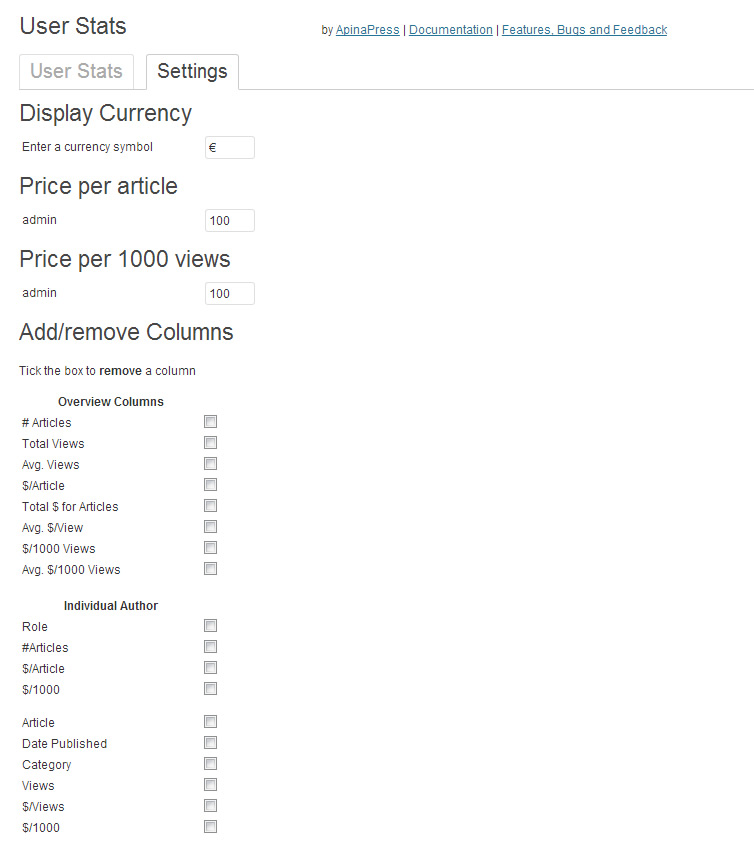 User Stats
by ApinaPress | Documentation | Features, Bugs and Feedback
User Stats
Settings
Display Currency
Enter a currency symbol €
Price per article
admin 100
Price per 1000 views
admin 100
Add/remove Columns
Tick the box to remove a column
Overview Columns
# Articles
Total Views
Avg. Views
$/Article
Total $ for Articles
Avg. $/View
$/1000 Views
Avg. $/1000 Views
Individual Author
Role
#Articles
$/Article
$/1000
Article
Date Published
Category
Views
$/Views
$/1000